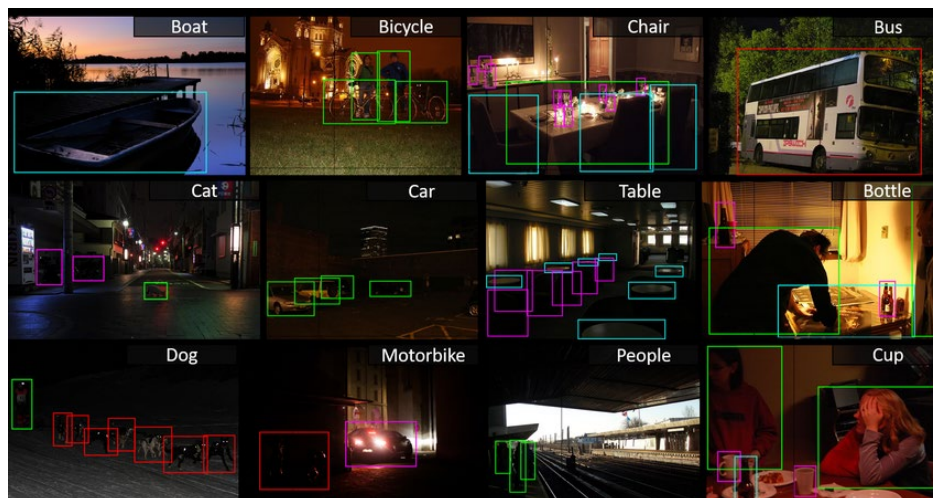 Boat
Bicycle
Chair
Bus
Cat
Car
Table
Bottle
Dog
Motorbike
People
Cup